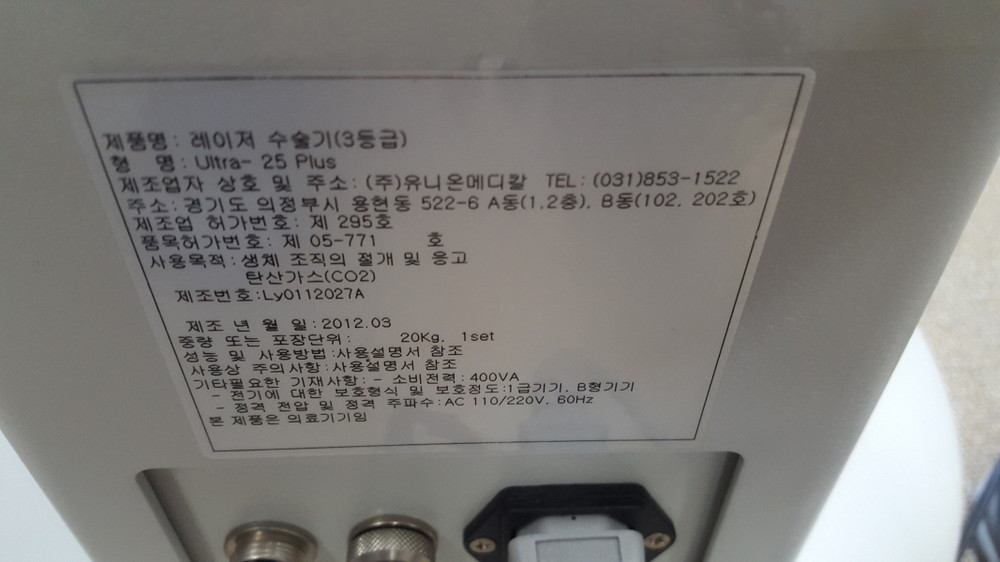 제품명: 레이저 수술기(3등급)
형 명: Ultra- 25 Plus
제조업자 상호 및 주소: (주)유니온메디칼 TEL: (031)853-1522
주소: 경기도 의정부시 용현동 522-6 A동(1,2층), B동(102, 202호)
제조업 허가번호: 제 295호
품목허가번호: 제 05-771 호
사용목적: 생체 조직의 절개 및 응고
탄산가스(CO2)
제조번호:Ly0112027A
제조 년 월 일:2012.03
중량 또는 포장단위: 20Kg, 1set
성능 및 사용방법:사용설명서 참조
사용상 주의사항:사용설명서 참조
기타필요한 기재사항: - 소비전력: 400VA
- 전기에 대한 보호형식 및 보호정도:1급기기, B형기기
- 정격 전압 및 정격 주파수:AC 110/220V, 60Hz
본 제품은 의료기기임